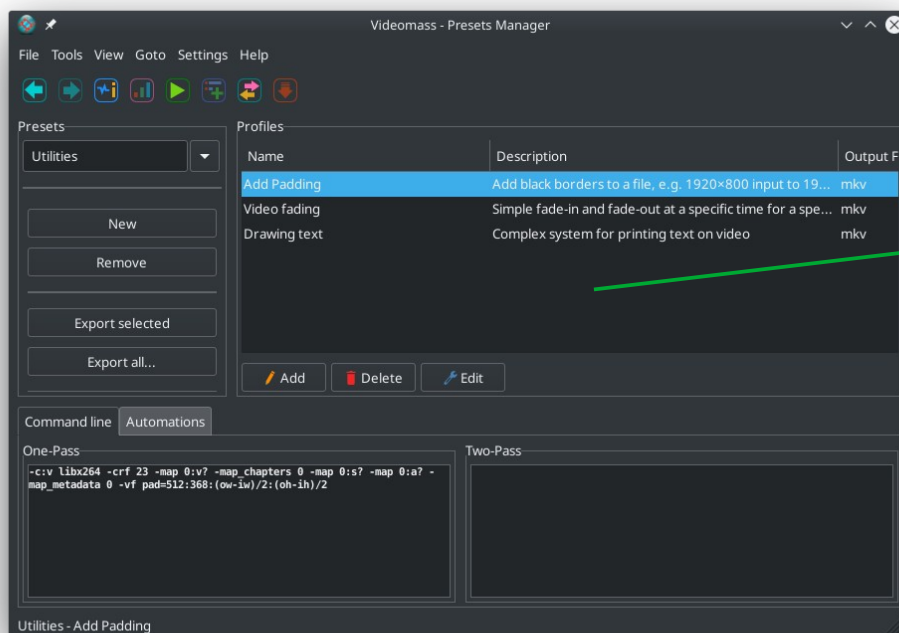 Videomass - Presets Manager
File Tools View Goto Settings Help
Presets
Utilities
New
Remove
Export selected
Export all...
Profiles
Name Description Output F
Add Padding Add black borders to a file, e.g. 1920×800 input to 19... mkv
Video fading Simple fade-in and fade-out at a specific time for a spe... mkv
Drawing text Complex system for printing text on video mkv
Add Delete Edit
Command line Automations
One-Pass
-c:v libx264 -crf 23 -map 0:v? -map_chapters 0 -map 0:s? -map 0:a? -
map_metadata 0 -vf pad=512:368:(ow-iw)/2:(oh-ih)/2
Two-Pass
Utilities - Add Padding